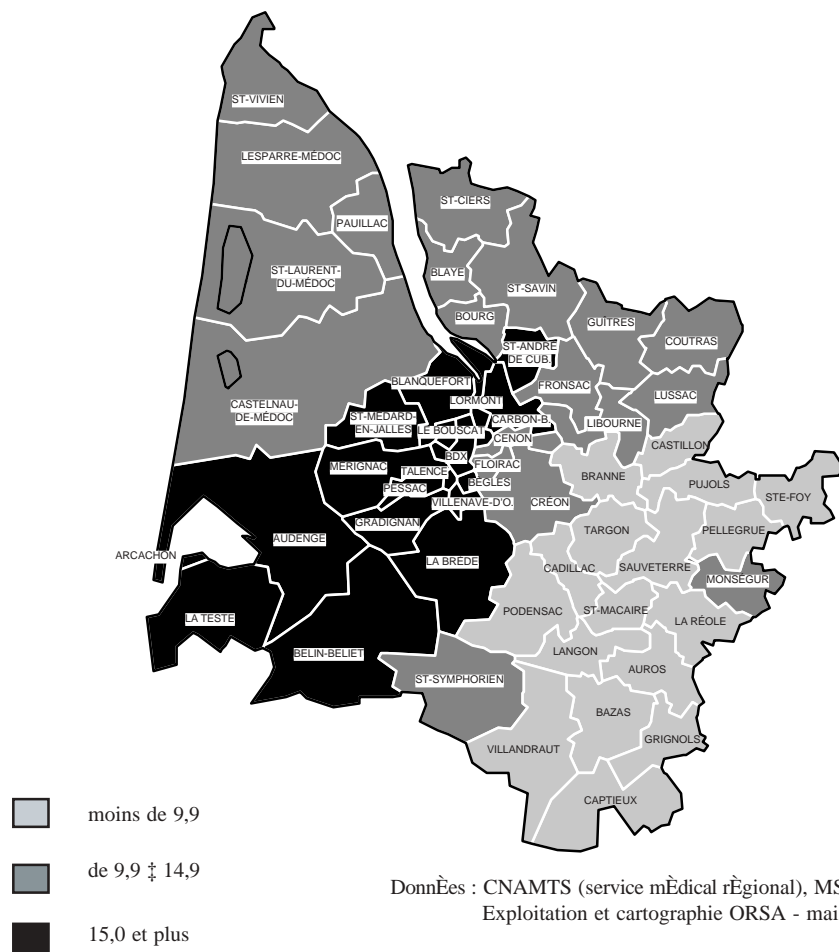 ST-VIVIEN
LESPARRE-MÉDOC
ST-CIERS
PAUILLAC
ST-LAURENT-
DU-MÉDOC
BLAYE
ST-SAVIN
BOURG
GUÎTRES
COUTRAS
ST-ANDRÉ
DE CUB.
BLANQUEFORT
FRONSAC
LUSSAC
CASTELNAU-
DE-MÉDOC
LORMONT
ST-MEDARD-
EN-JALLES
CARBON-B.
LIBOURNE
LE BOUSCAT
CENON
CASTILLON
BDX
MERIGNAC
TALENCE
FLOIRAC
BRANNE
PUJOLS
STE-FOY
PESSAC
BEGLES
VILLENAVE-D'O.
CRÉON
GRADIGNAN
TARGON
PELLEGRUE
AUDENGE
ARCACHON
LA BRÈDE
CADILLAC
SAUVETERRE
MONSÉGUR
LA TESTE
PODENSAC
ST-MACAIRE
LA RÉOLE
BELIN-BELIET
LANGON
AUROS
ST-SYMPHORIEN
BAZAS
VILLANDRAUT
GRIGNOLS
CAPTIEUX
moins de 9,9
de 9,9 ‡ 14,9
15,0 et plus
DonnÈes : CNAMTS (service mÈdical rÈgional), MS
Exploitation et cartographie ORSA - mai